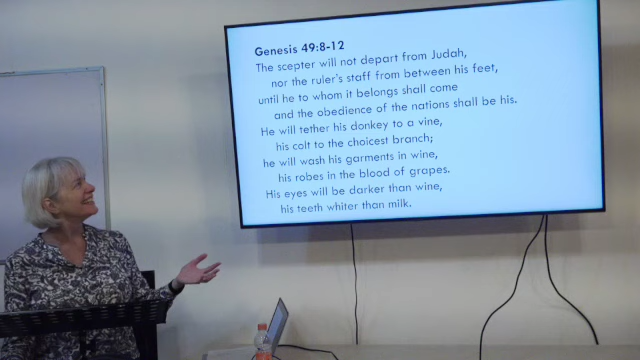 Genesis 49:8-12
The scepter will not depart from Judah,
nor the ruler's staff from between his feet,
until he to whom it belongs shall come
and the obedience of the nations shall be his.
He will tether his donkey to a vine,
his colt to the choicest branch;
he will wash his garments in wine,
his robes in the blood of grapes.
His eyes will be darker than wine,
his teeth whiter than milk.